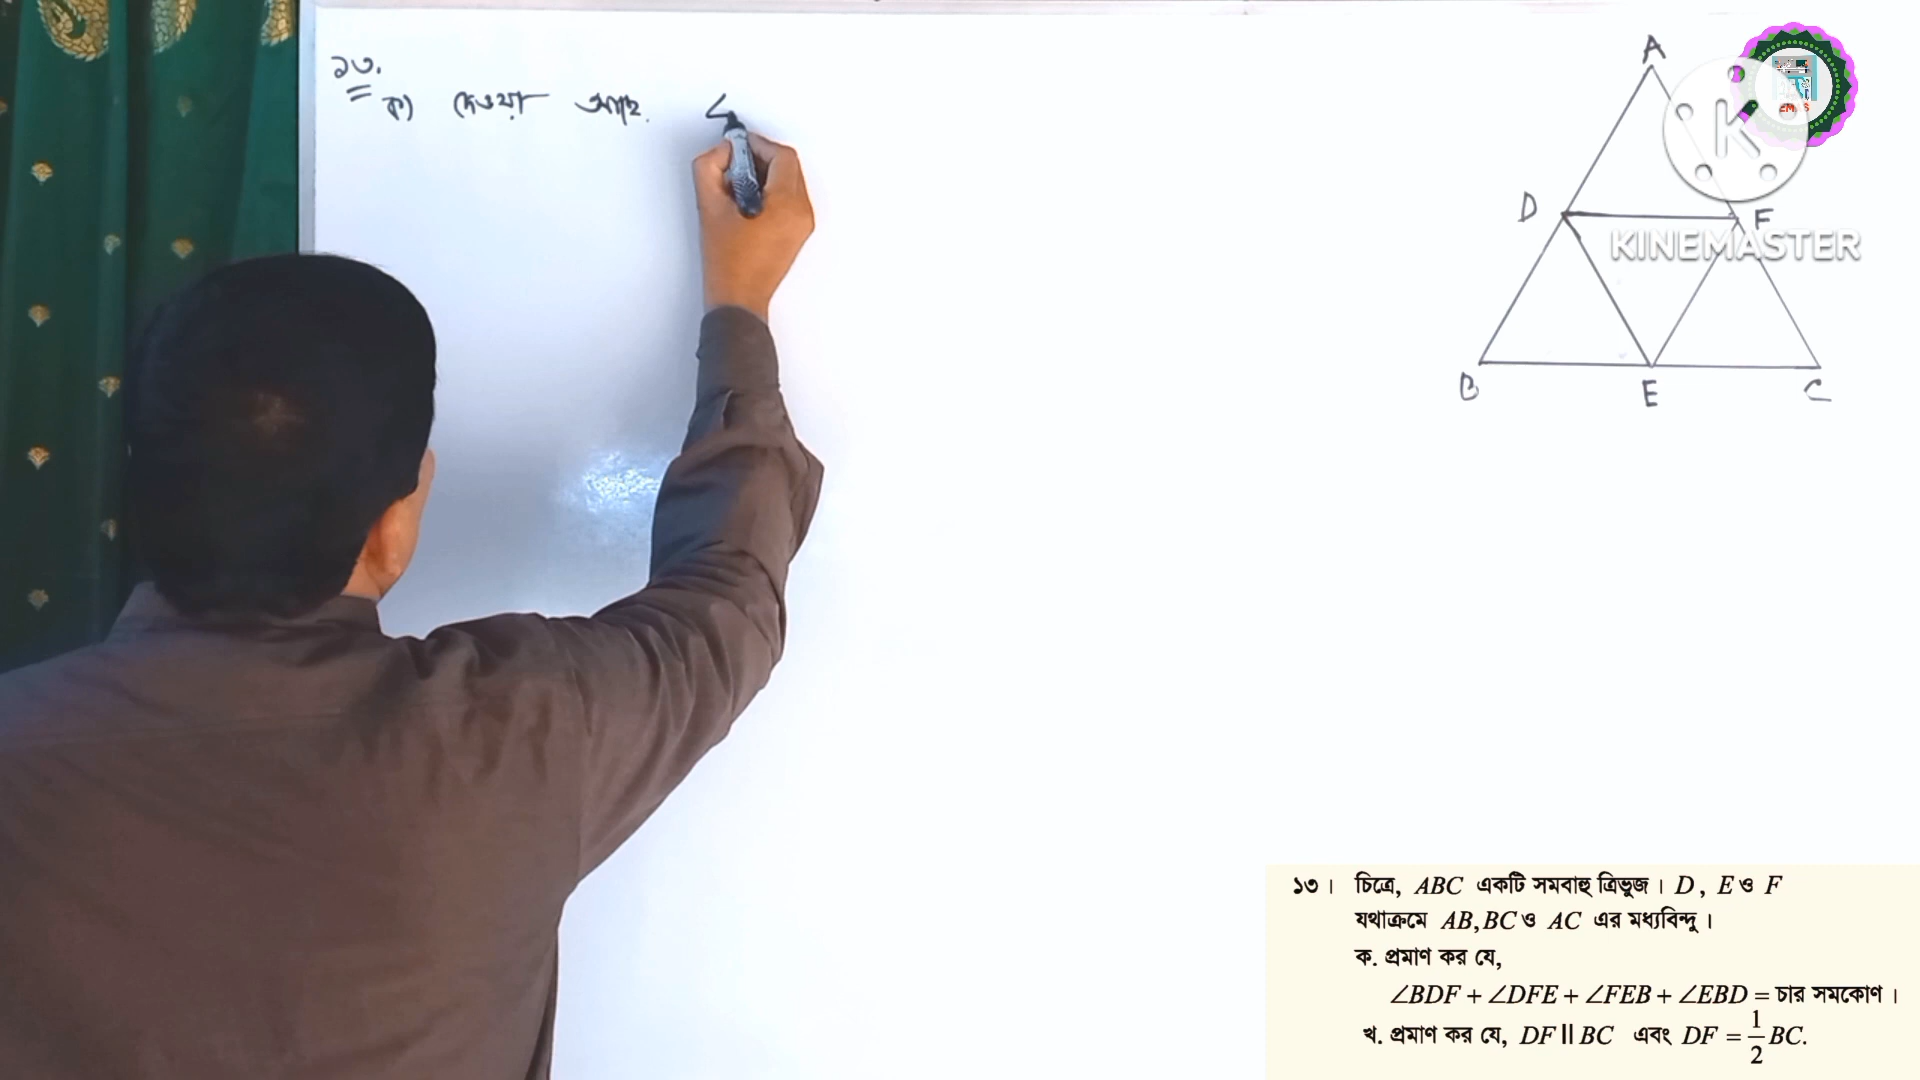 ১৩.
ক) দেওয়া আছে.
A
D
F
B
E
C
K
KINEMASTER
১৩। চিত্রে, ABC একটি সমবাহু ত্রিভুজ। D, E ও F
যথাক্রমে AB, BC ও AC এর মধ্যবিন্দু।
ক. প্রমাণ কর যে,
∠BDF + ∠DFE + ∠FEB + ∠EBD = চার সমকোণ।
খ. প্রমাণ কর যে, DF || BC এবং DF = 1/2 BC.